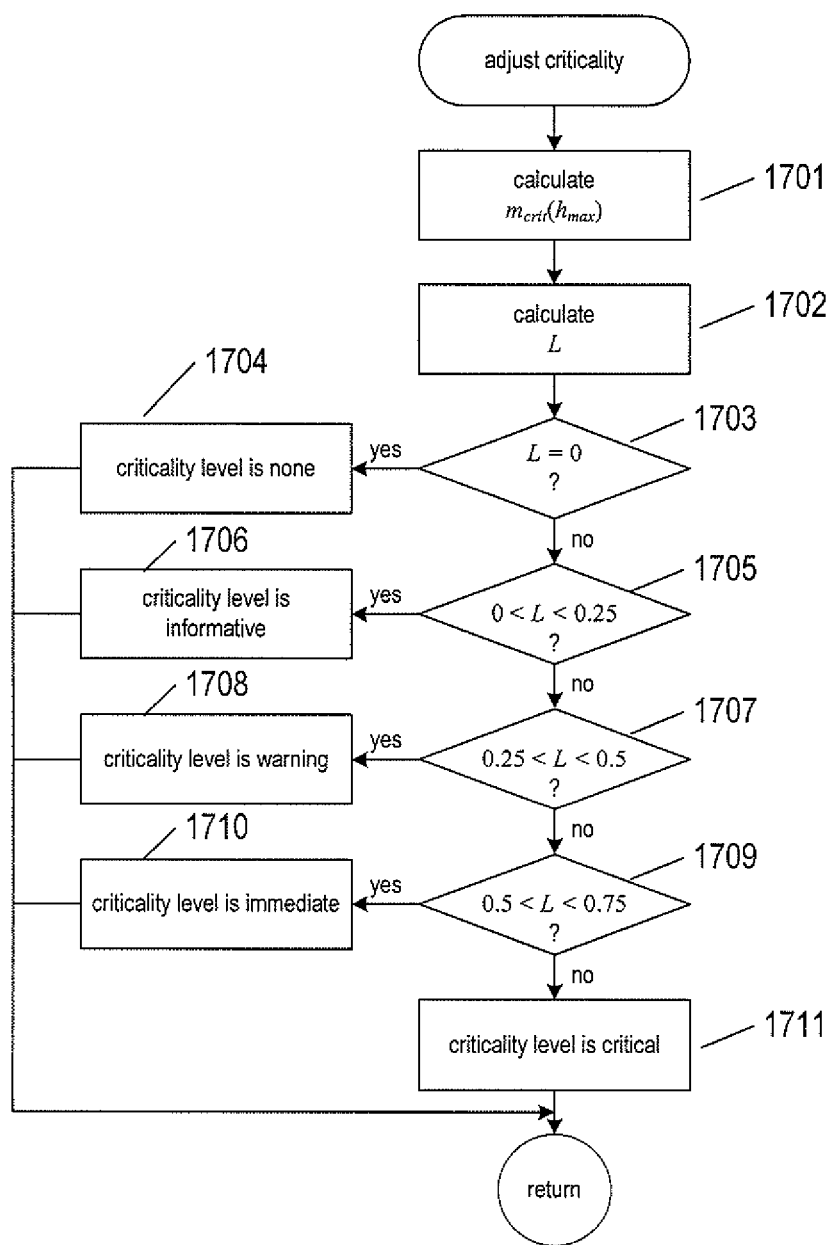 adjust criticality
calculate
m_crit(h_max)
1701
calculate
L
1702
1704
1703
criticality level is none
yes
L = 0
?
no
1706
1705
criticality level is
informative
yes
0 < L < 0.25
?
no
1708
1707
criticality level is warning
yes
0.25 < L < 0.5
?
no
1710
1709
criticality level is immediate
yes
0.5 < L < 0.75
?
no
criticality level is critical
1711
return